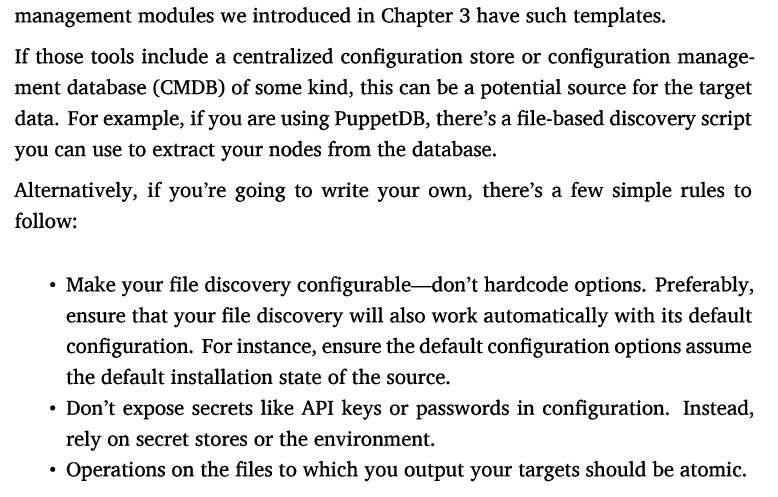 management modules we introduced in Chapter 3 have such templates.
If those tools include a centralized configuration store or configuration manage-
ment database (CMDB) of some kind, this can be a potential source for the target
data. For example, if you are using PuppetDB, there’s a file-based discovery script
you can use to extract your nodes from the database.
Alternatively, if you’re going to write your own, there’s a few simple rules to
follow:
• Make your file discovery configurable—don’t hardcode options. Preferably,
ensure that your file discovery will also work automatically with its default
configuration. For instance, ensure the default configuration options assume
the default installation state of the source.
• Don’t expose secrets like API keys or passwords in configuration. Instead,
rely on secret stores or the environment.
• Operations on the files to which you output your targets should be atomic.